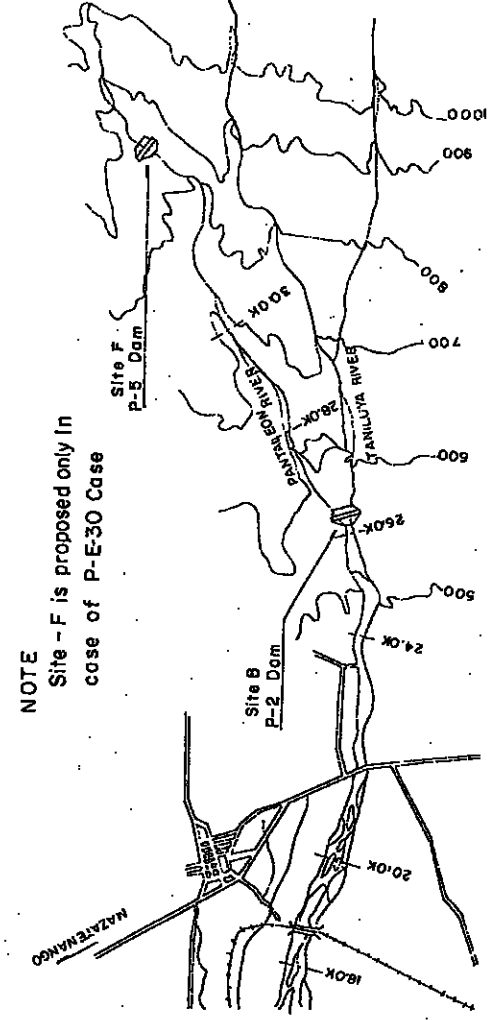 NOTE
Site-F is proposed only in
case of P-E-30 Case
Site F
P-5 Dam
Site B
P-2 Dam
MAZATENANGO
PANTALEON RIVER
TANILUYA RIVER
18.0K
20.0K
24.0K
26.0K
28.0K
30.0K
500
600
700
800
900
1000